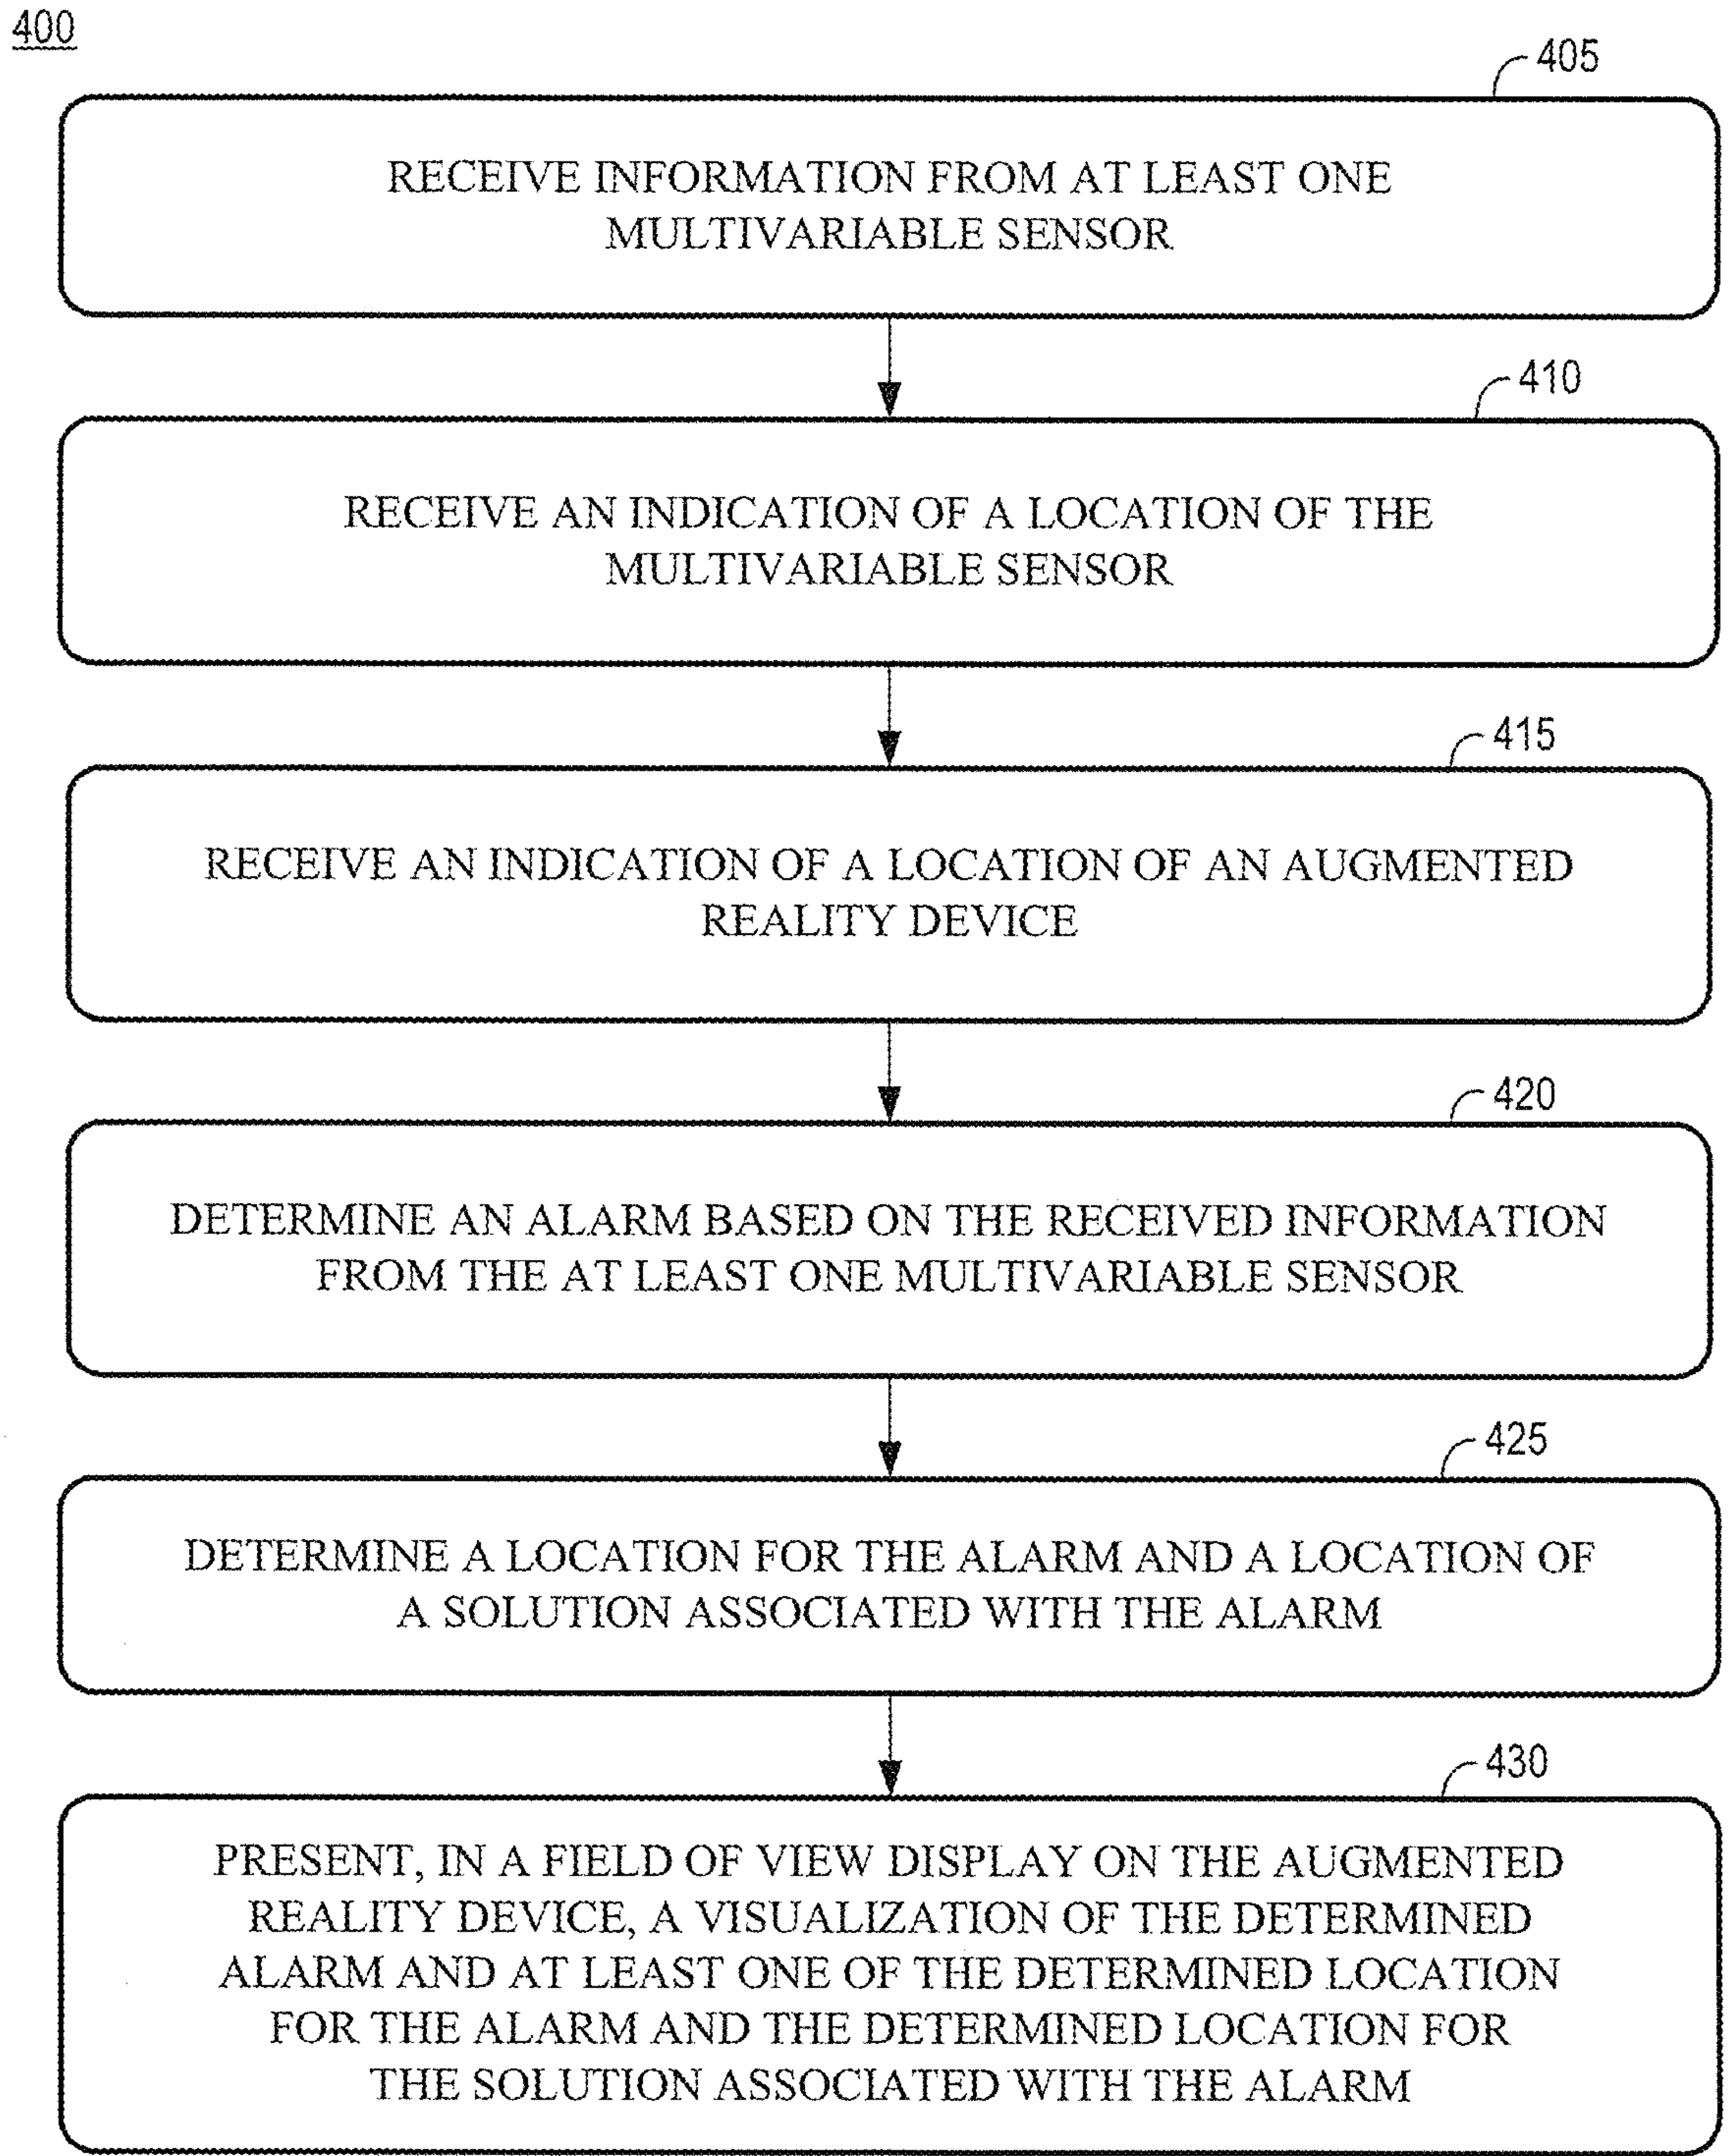 400
405
RECEIVE INFORMATION FROM AT LEAST ONE
MULTIVARIABLE SENSOR
410
RECEIVE AN INDICATION OF A LOCATION OF THE
MULTIVARIABLE SENSOR
415
RECEIVE AN INDICATION OF A LOCATION OF AN AUGMENTED
REALITY DEVICE
420
DETERMINE AN ALARM BASED ON THE RECEIVED INFORMATION
FROM THE AT LEAST ONE MULTIVARIABLE SENSOR
425
DETERMINE A LOCATION FOR THE ALARM AND A LOCATION OF
A SOLUTION ASSOCIATED WITH THE ALARM
430
PRESENT, IN A FIELD OF VIEW DISPLAY ON THE AUGMENTED
REALITY DEVICE, A VISUALIZATION OF THE DETERMINED
ALARM AND AT LEAST ONE OF THE DETERMINED LOCATION
FOR THE ALARM AND THE DETERMINED LOCATION FOR
THE SOLUTION ASSOCIATED WITH THE ALARM